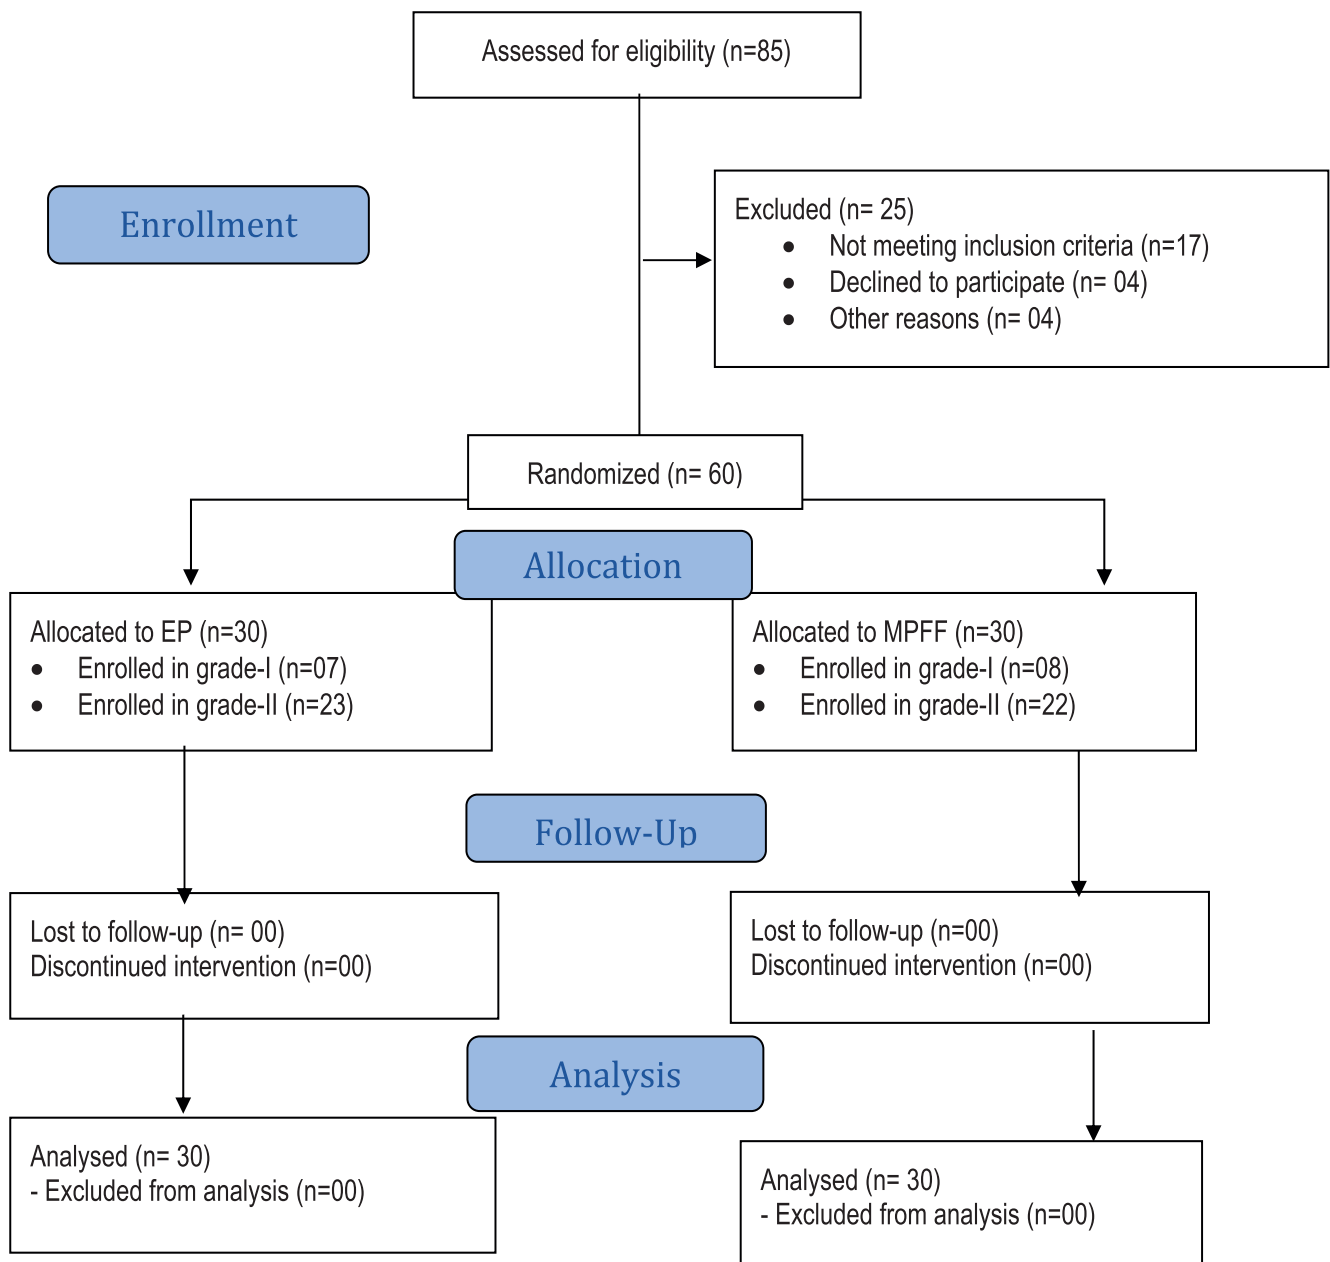 Assessed for eligibility (n=85)
Enrollment
Excluded (n= 25)
• Not meeting inclusion criteria (n=17)
• Declined to participate (n= 04)
• Other reasons (n= 04)
Randomized (n= 60)
Allocation
Allocated to EP (n=30)
• Enrolled in grade-I (n=07)
• Enrolled in grade-II (n=23)
Allocated to MPFF (n=30)
• Enrolled in grade-I (n=08)
• Enrolled in grade-II (n=22)
Follow-Up
Lost to follow-up (n= 00)
Discontinued intervention (n=00)
Lost to follow-up (n=00)
Discontinued intervention (n=00)
Analysis
Analysed (n= 30)
- Excluded from analysis (n=00)
Analysed (n= 30)
- Excluded from analysis (n=00)